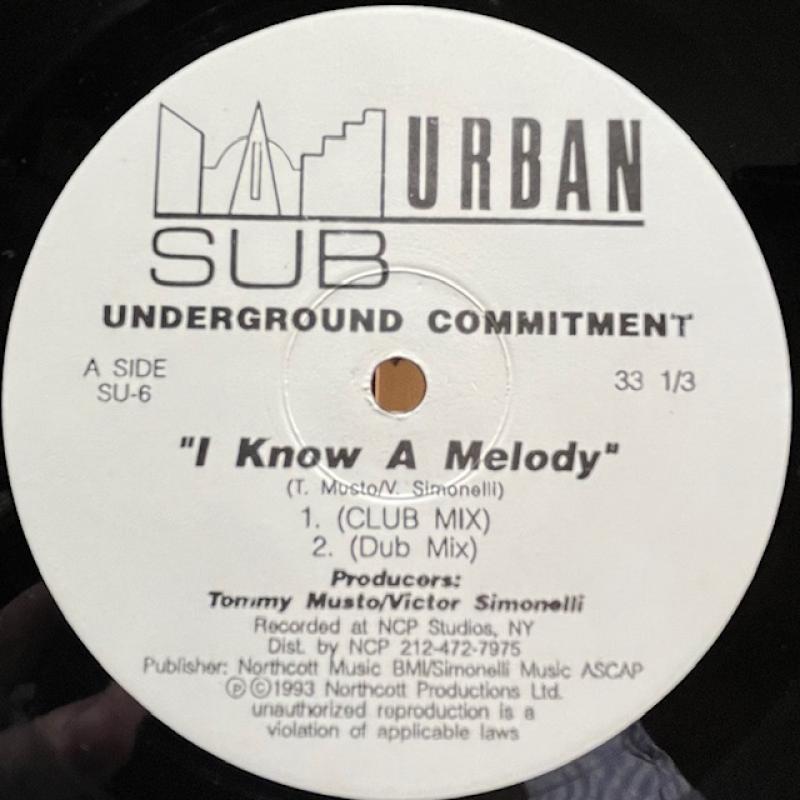 URBAN
SUB
UNDERGROUND COMMITMENT
A SIDE
SU-6
33 1/3
"I Know A Melody"
(T. Musto/V. Simonelli)
1. (CLUB MIX)
2. (Dub Mix)
Producers:
Tommy Musto/Victor Simonelli
Recorded at NCP Studios, NY
Dist. by NCP 212-472-7975
Publisher: Northcott Music BMI/Simonelli Music ASCAP
Ⓟ©1993 Northcott Productions Ltd.
unauthorized reproduction is a
violation of applicable laws